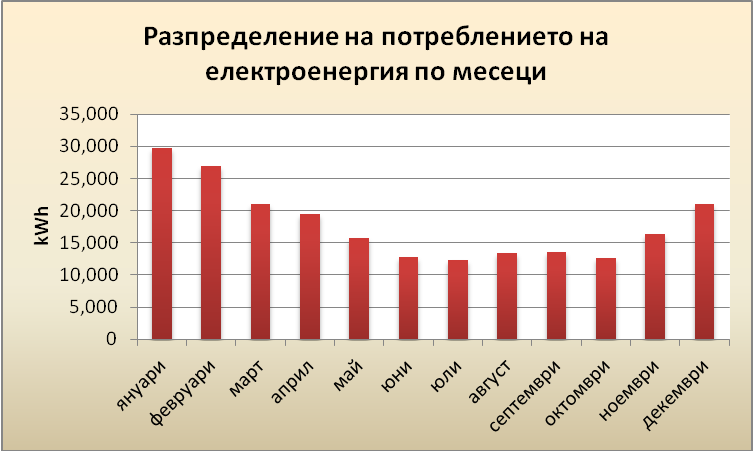 Разпределение на потреблението на
електроенергия по месеци
kWh
35,000
30,000
25,000
20,000
15,000
10,000
5,000
0
януари
февруари
март
април
май
юни
юли
август
септември
октомври
ноември
декември